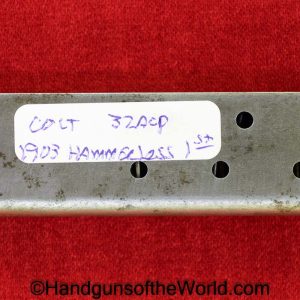 COLT 32ACP
1903 HAMMERLESS 1st
© HandgunsoftheWorld.com